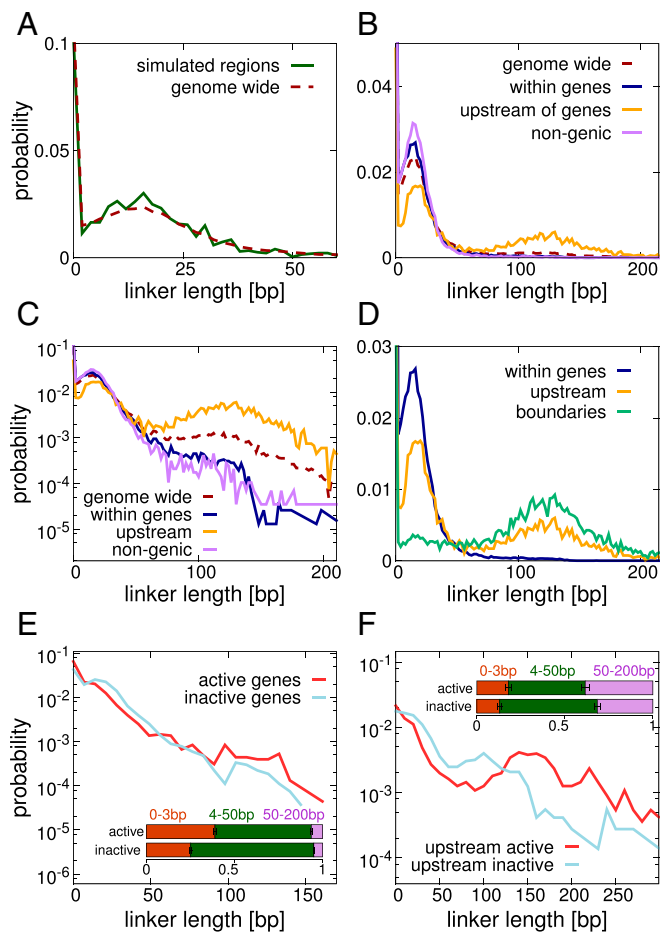 A
0.1
0.05
0
probability
simulated regions
genome wide
0
25
50
linker length [bp]
B
0.04
0.02
0
genome wide
within genes
upstream of genes
non-genic
0
100
200
linker length [bp]
C
10-1
10-2
10-3
10-4
10-5
probability
genome wide
within genes
upstream
non-genic
0
100
200
linker length [bp]
D
0.03
0.02
0.01
0
within genes
upstream
boundaries
0
100
200
linker length [bp]
E
10-1
10-2
10-3
10-4
10-5
10-6
probability
active genes
inactive genes
0-3bp 4-50bp 50-200bp
active
inactive
0 0.5 1
0 50 100 150
linker length [bp]
F
10-1
10-2
10-3
10-4
0-3bp 4-50bp 50-200bp
active
inactive
0 0.5 1
upstream active
upstream inactive
0 50 100 150 200 250
linker length [bp]